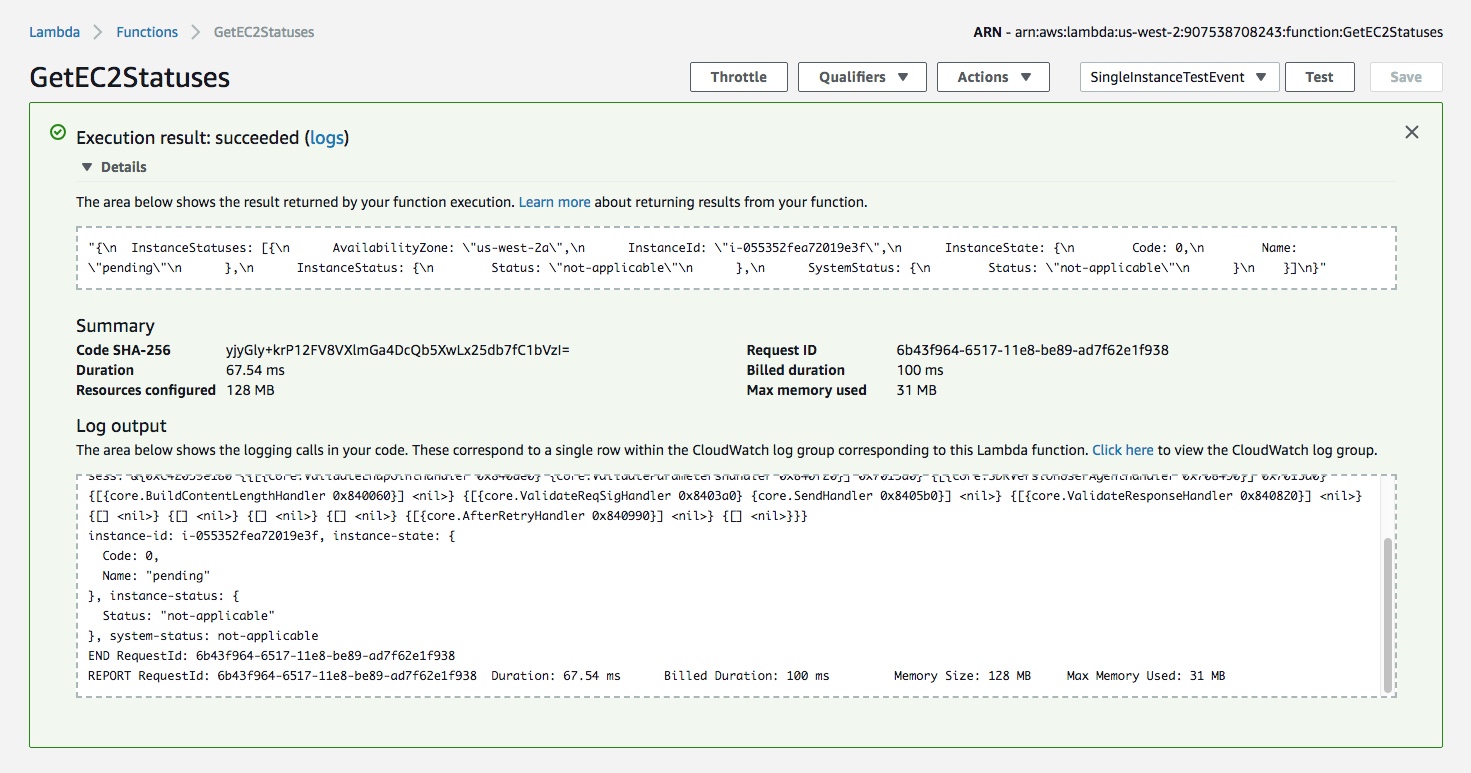 Lambda > Functions > GetEC2Statuses
ARN - arn:aws:lambda:us-west-2:907538708243:function:GetEC2Statuses
GetEC2Statuses
Throttle Qualifiers Actions SingleInstanceTestEvent Test Save
Execution result: succeeded (logs)
Details
The area below shows the result returned by your function execution. Learn more about returning results from your function.
"{\n  InstanceStatuses: [{\n      AvailabilityZone: \"us-west-2a\",\n      InstanceId: \"i-055352fea72019e3f\",\n      InstanceState: {\n        Code: 0,\n        Name:
\"pending\"\n      },\n      InstanceStatus: {\n        Status: \"not-applicable\"\n      },\n      SystemStatus: {\n        Status: \"not-applicable\"\n      }\n    }]\n}"
Summary
Code SHA-256 yjyGly+krP12FV8VXlmGa4DcQb5XwLx25db7fC1bVzI=
Request ID 6b43f964-6517-11e8-be89-ad7f62e1f938
Duration 67.54 ms
Billed duration 100 ms
Resources configured 128 MB
Max memory used 31 MB
Log output
The area below shows the logging calls in your code. These correspond to a single row within the CloudWatch log group corresponding to this Lambda function. Click here to view the CloudWatch log group.
{[{core.BuildContentLengthHandler 0x840060}] <nil>} {[{core.ValidateReqSigHandler 0x8403a0} {core.SendHandler 0x8405b0}] <nil>} {[{core.ValidateResponseHandler 0x840820}] <nil>}
{[] <nil>} {[] <nil>} {[] <nil>} {[] <nil>} {[{core.AfterRetryHandler 0x840990}] <nil>} {[] <nil>}}}
instance-id: i-055352fea72019e3f, instance-state: {
  Code: 0,
  Name: "pending"
}, instance-status: {
  Status: "not-applicable"
}, system-status: not-applicable
END RequestId: 6b43f964-6517-11e8-be89-ad7f62e1f938
REPORT RequestId: 6b43f964-6517-11e8-be89-ad7f62e1f938  Duration: 67.54 ms      Billed Duration: 100 ms         Memory Size: 128 MB     Max Memory Used: 31 MB